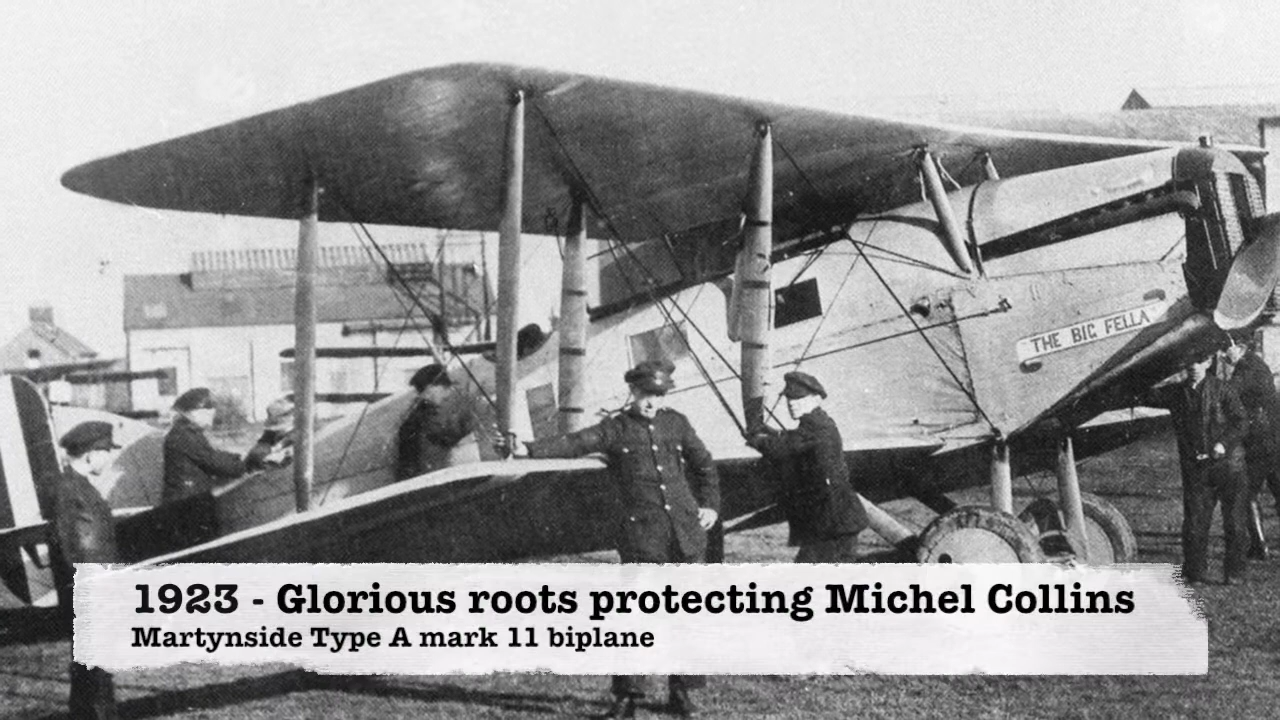 THE BIG FELLA
1923 - Glorious roots protecting Michel Collins
Martynside Type A mark 11 biplane